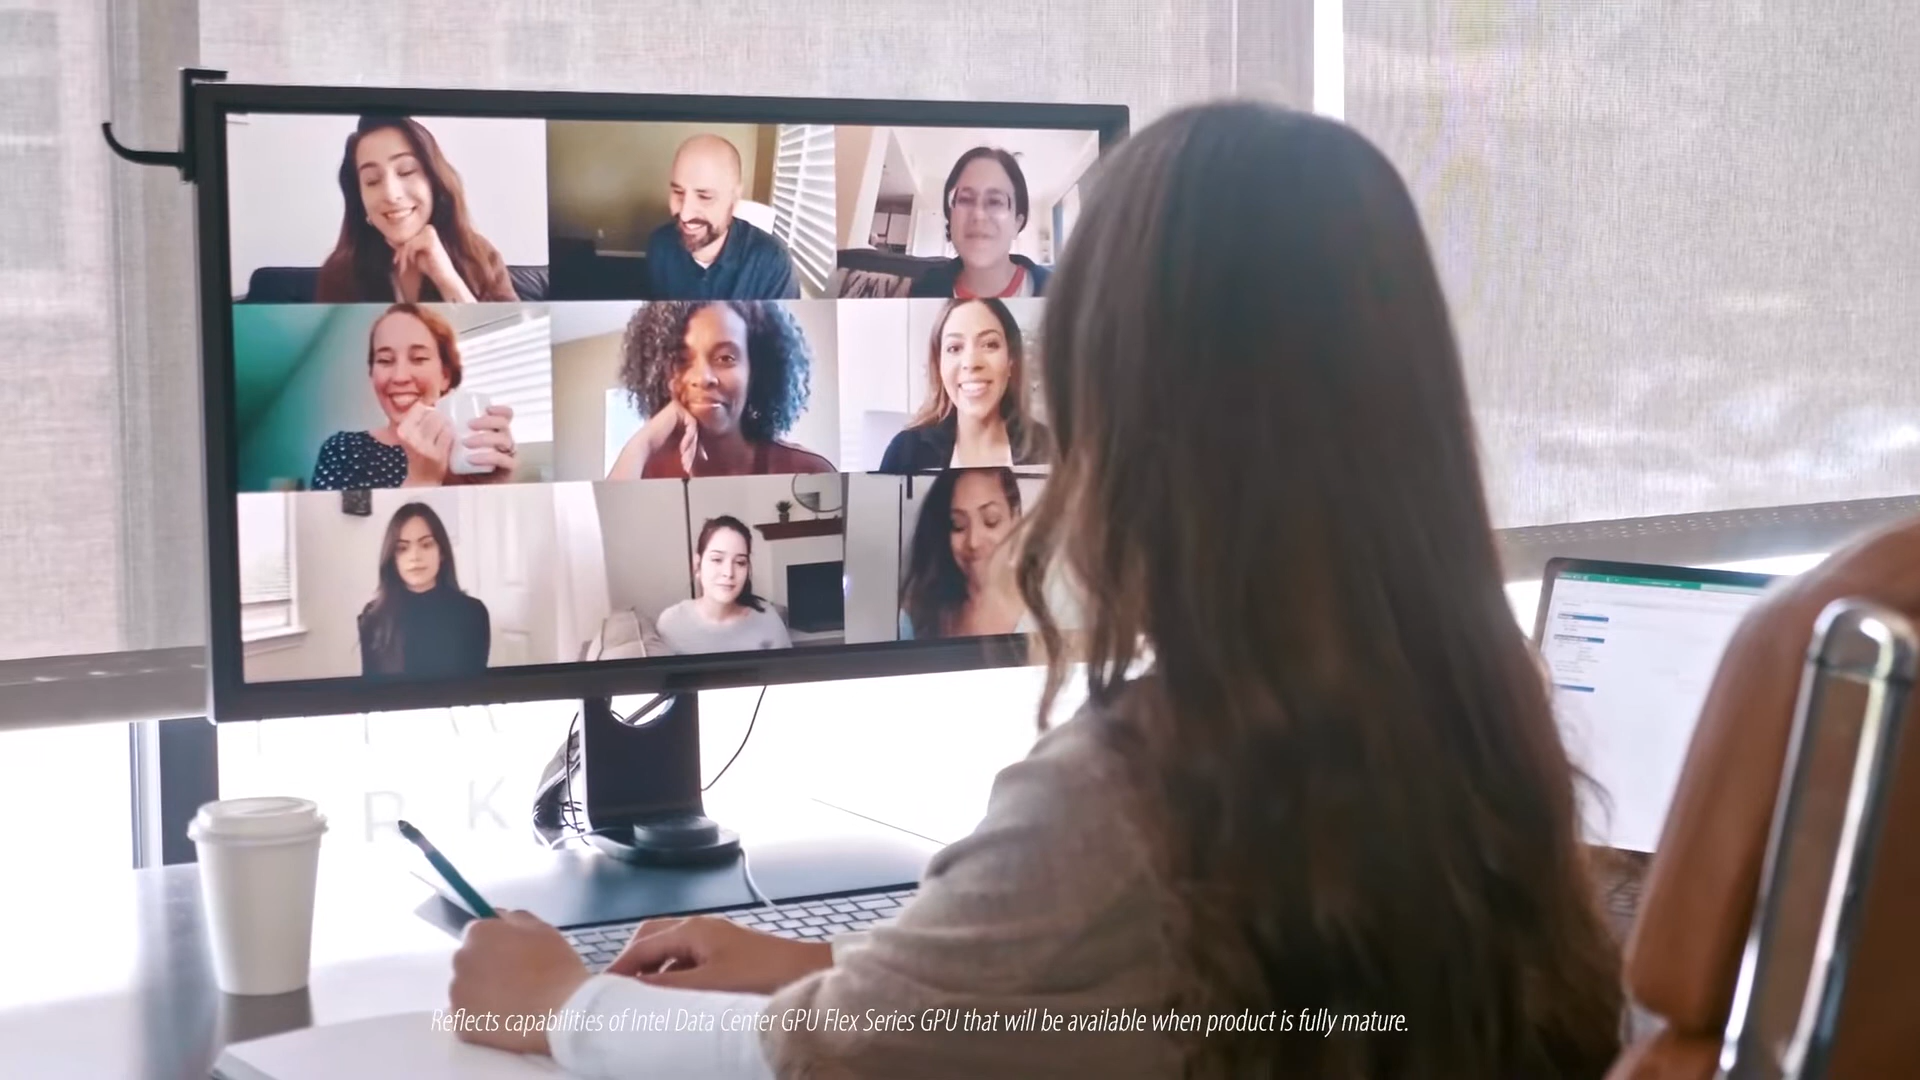 R K
Reflects capabilities of Intel Data Center GPU Flex Series GPU that will be available when product is fully mature.